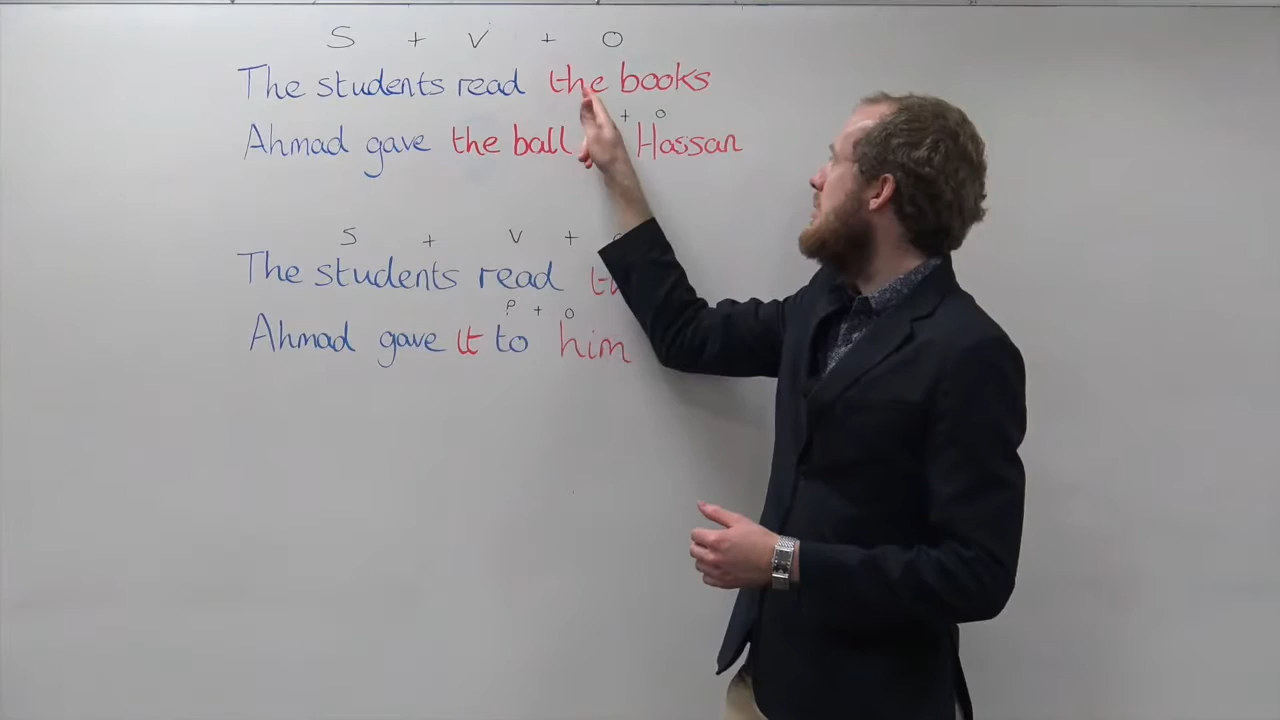 S + V + O
The students read the books
+ O
Ahmad gave the ball Hassan
S + V +
The students read
P + O
Ahmad gave it to him